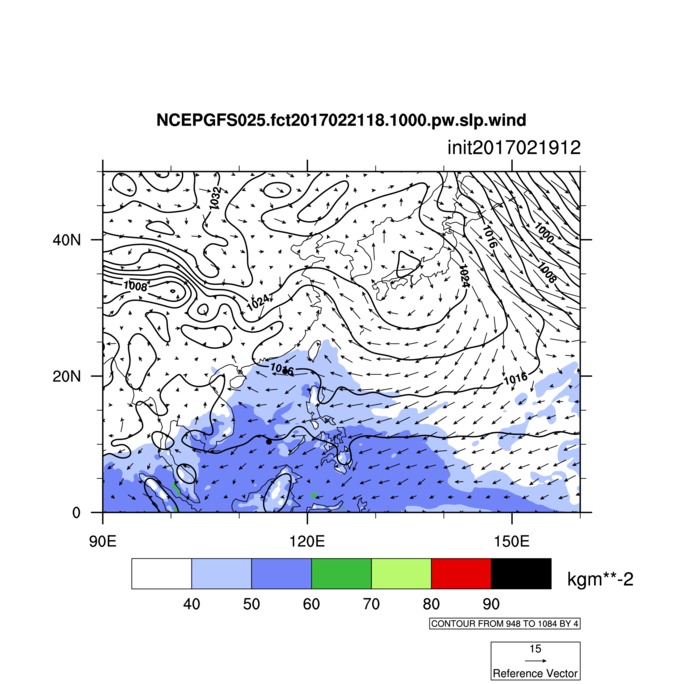 NCEPGFS025.fct2017022118.1000.pw.slp.wind
init2017021912
1032
1016
1000
40N
1008
1024
1008
1024
1016
1016
20N
0
90E 120E 150E
kgm**-2
40 50 60 70 80 90
CONTOUR FROM 948 TO 1084 BY 4
15
Reference Vector